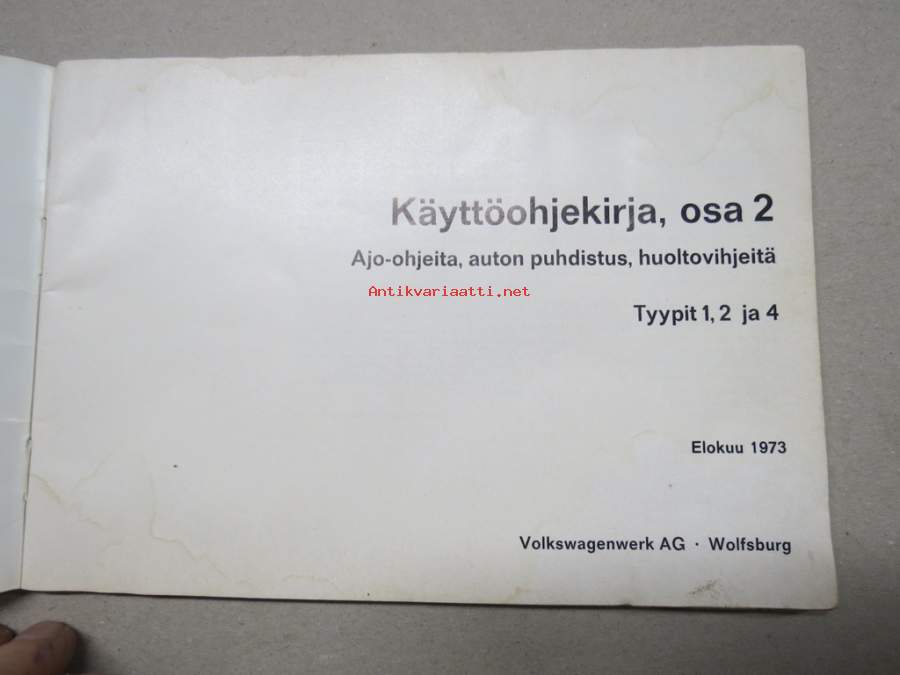 Käyttöohjekirja, osa 2
Ajo-ohjeita, auton puhdistus, huoltovihjeitä
Antikvariaatti.net
Tyypit 1, 2 ja 4
Elokuu 1973
Volkswagenwerk AG · Wolfsburg